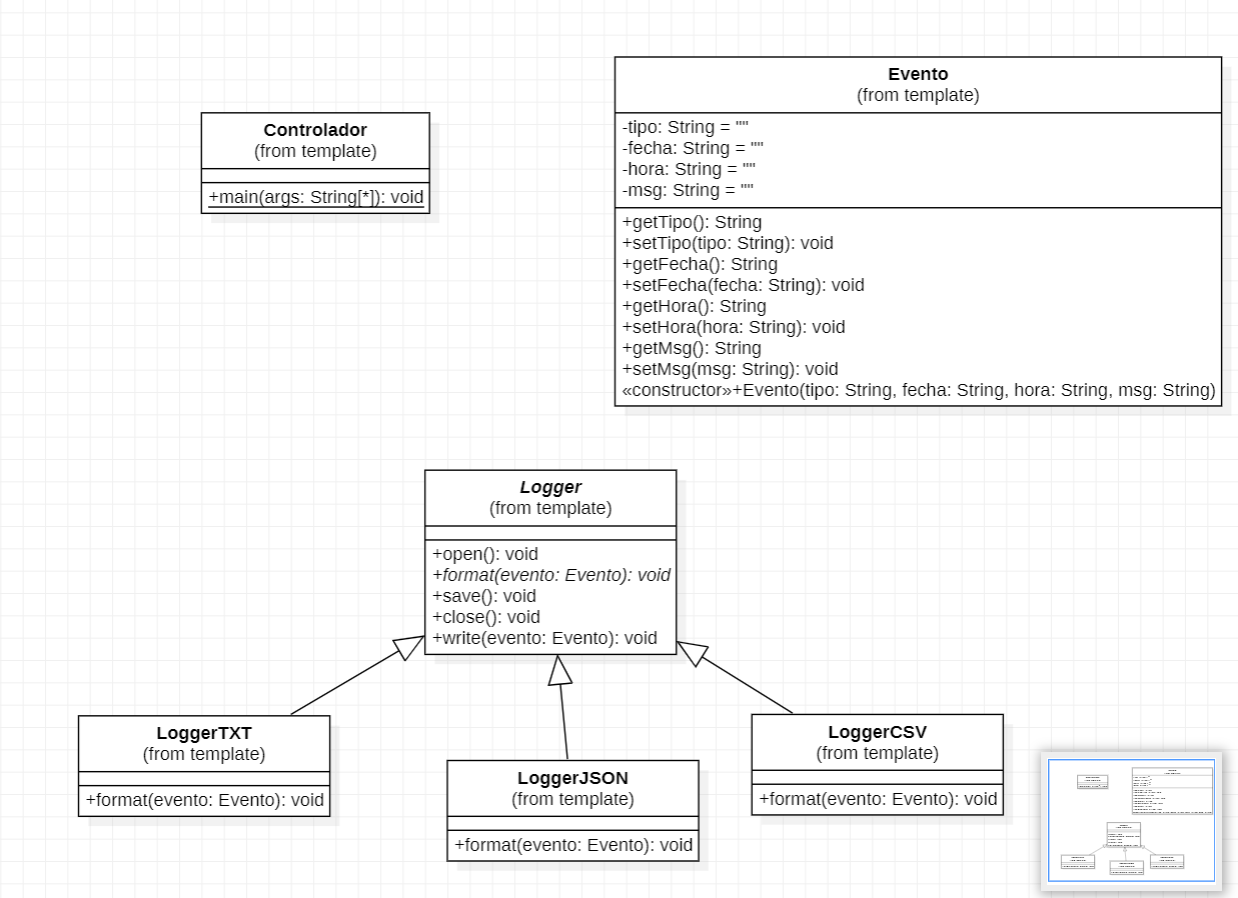 Controlador
(from template)
+main(args: String[*]): void
Evento
(from template)
-tipo: String = ""
-fecha: String = ""
-hora: String = ""
-msg: String = ""
+getTipo(): String
+setTipo(tipo: String): void
+getFecha(): String
+setFecha(fecha: String): void
+getHora(): String
+setHora(hora: String): void
+getMsg(): String
+setMsg(msg: String): void
«constructor»+Evento(tipo: String, fecha: String, hora: String, msg: String)
Logger
(from template)
+open(): void
+format(evento: Evento): void
+save(): void
+close(): void
+write(evento: Evento): void
LoggerTXT
(from template)
+format(evento: Evento): void
LoggerJSON
(from template)
+format(evento: Evento): void
LoggerCSV
(from template)
+format(evento: Evento): void